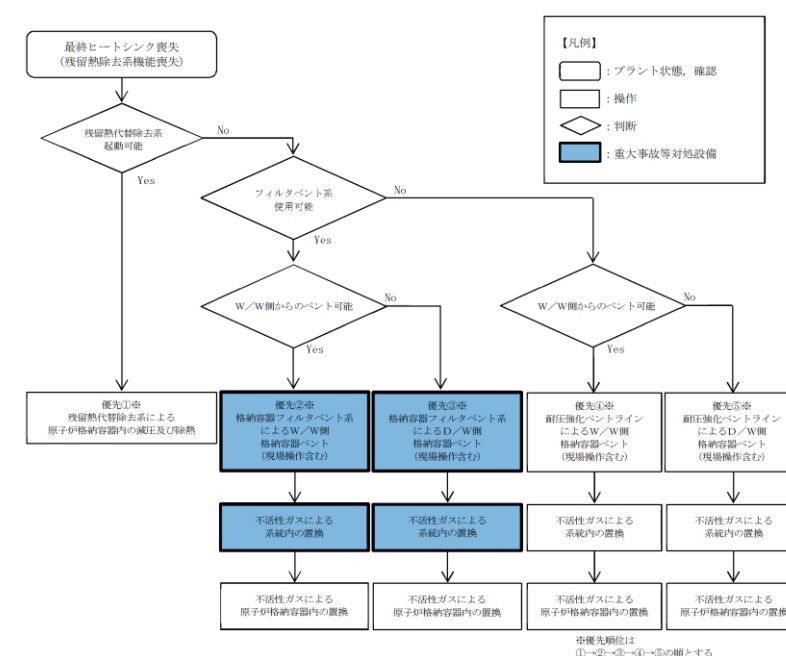 最終ヒートシンク喪失
(残留熱除去系機能喪失)
【凡例】
：プラント状態，確認
：操作
：判断
：重大事故等対処設備
残留熱代替除去系
起動可能
No
Yes
フィルタベント系
使用可能
No
Yes
W／W側からのベント可能
No
Yes
W／W側からのベント可能
No
Yes
優先①※
残留熱代替除去系による
原子炉格納容器内の減圧及び除熱
優先②※
格納容器フィルタベント系
によるW／W側
格納容器ベント
(現場操作含む)
優先③※
格納容器フィルタベント系
によるD／W側
格納容器ベント
(現場操作含む)
優先④※
耐圧強化ベントライン
によるW／W側
格納容器ベント
(現場操作含む)
優先⑤※
耐圧強化ベントライン
によるD／W側
格納容器ベント
(現場操作含む)
不活性ガスによる
系統内の置換
不活性ガスによる
系統内の置換
不活性ガスによる
系統内の置換
不活性ガスによる
系統内の置換
不活性ガスによる
原子炉格納容器内の置換
不活性ガスによる
原子炉格納容器内の置換
不活性ガスによる
原子炉格納容器内の置換
不活性ガスによる
原子炉格納容器内の置換
※優先順位は
①→②→③→④→⑤の順とする